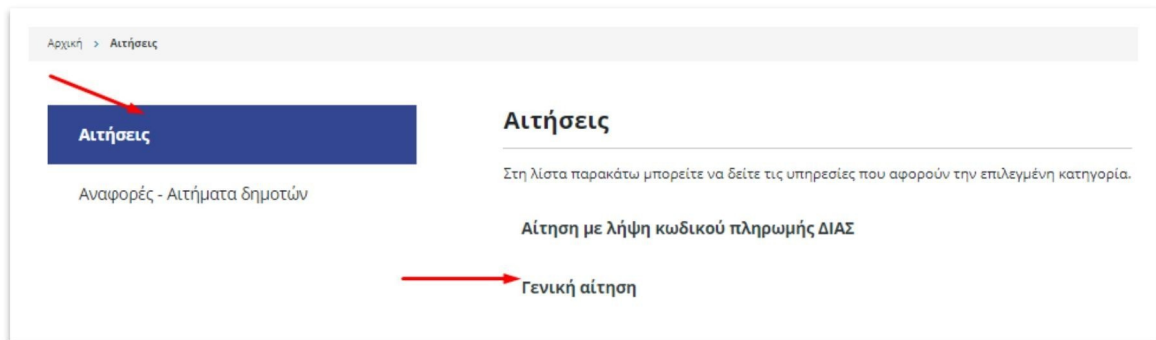 Αρχική > Αιτήσεις
Αιτήσεις
Αναφορές - Αιτήματα δημοτών
Αιτήσεις
Στη λίστα παρακάτω μπορείτε να δείτε τις υπηρεσίες που αφορούν την επιλεγμένη κατηγορία.
Αίτηση με λήψη κωδικού πληρωμής ΔΙΑΣ
Γενική αίτηση